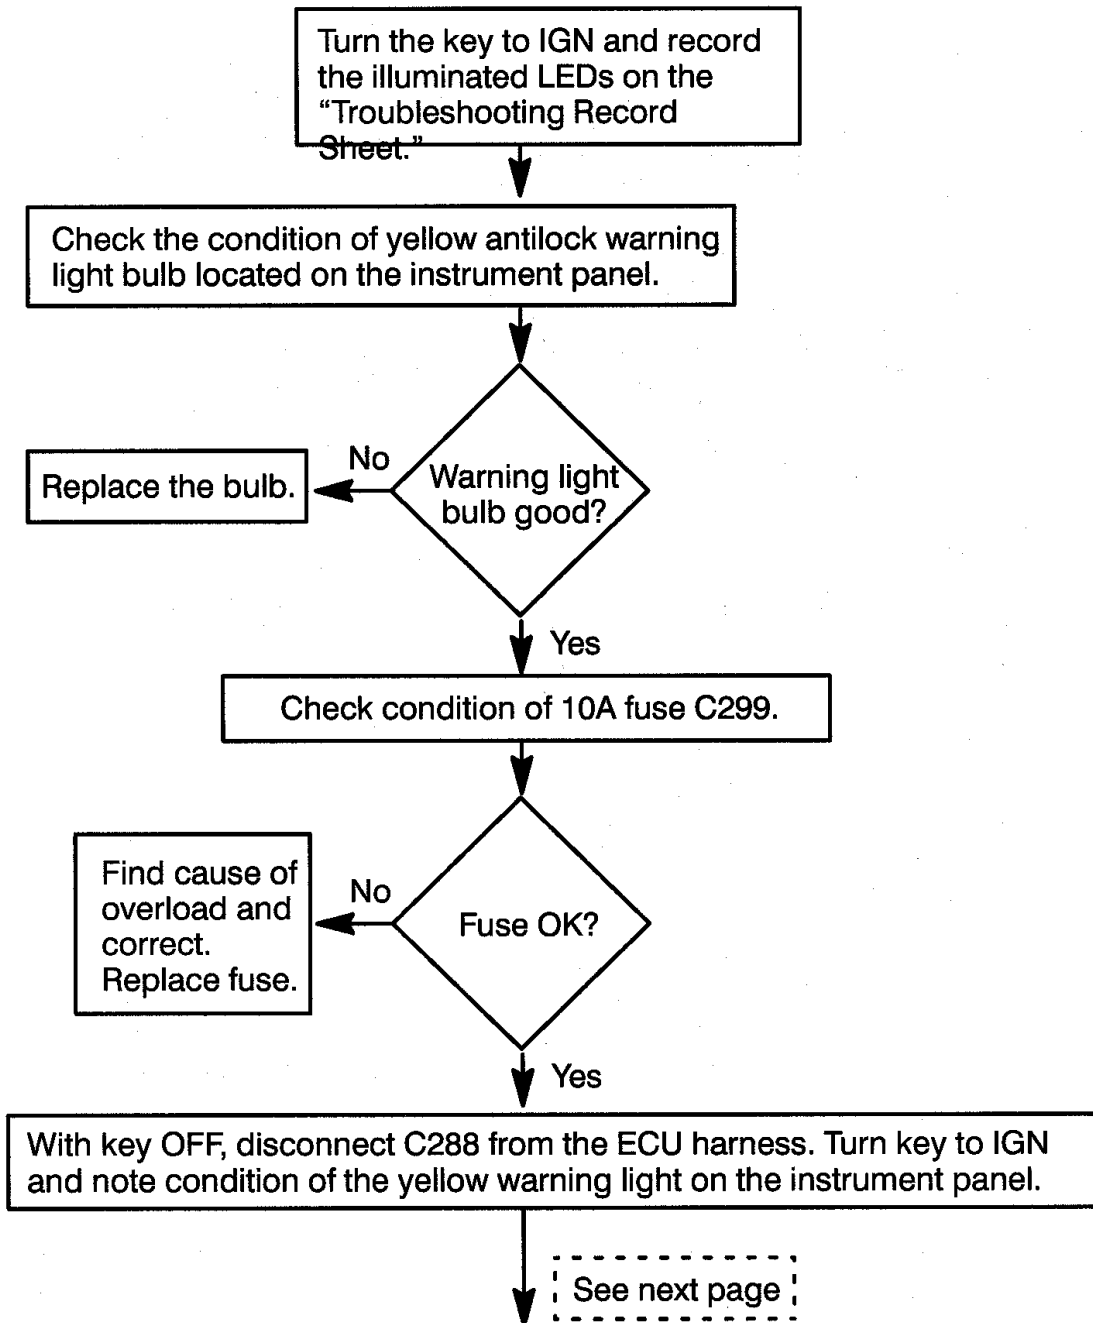 Turn the key to IGN and record
the illuminated LEDs on the
“Troubleshooting Record
Sheet.”
Check the condition of yellow antilock warning
light bulb located on the instrument panel.
No
Replace the bulb.
Warning light
bulb good?
Yes
Check condition of 10A fuse C299.
Find cause of
overload and
correct.
Replace fuse.
No
Fuse OK?
Yes
With key OFF, disconnect C288 from the ECU harness. Turn key to IGN
and note condition of the yellow warning light on the instrument panel.
See next page